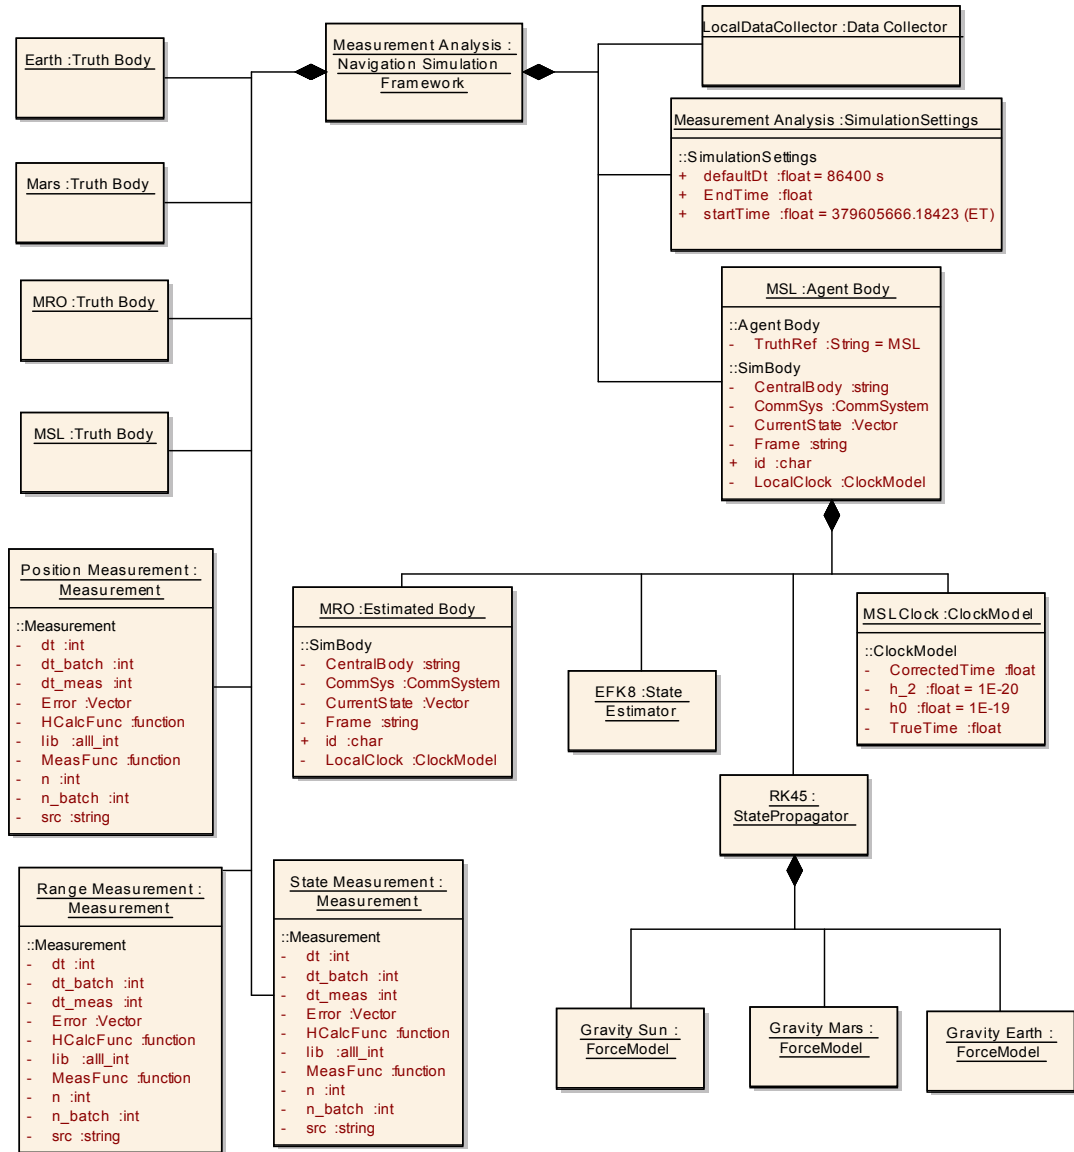 Earth :Truth Body
Mars :Truth Body
MRO :Truth Body
MSL :Truth Body
Position Measurement :
Measurement
::Measurement
- dt :int
- dt_batch :int
- dt_meas :int
- Error :Vector
- HCalcFunc :function
- lib :alll_int
- MeasFunc :function
- n :int
- n_batch :int
- src :string
Range Measurement :
Measurement
::Measurement
- dt :int
- dt_batch :int
- dt_meas :int
- Error :Vector
- HCalcFunc :function
- lib :alll_int
- MeasFunc :function
- n :int
- n_batch :int
- src :string
State Measurement :
Measurement
::Measurement
- dt :int
- dt_batch :int
- dt_meas :int
- Error :Vector
- HCalcFunc :function
- lib :alll_int
- MeasFunc :function
- n :int
- n_batch :int
- src :string
Measurement Analysis :
Navigation Simulation
Framework
LocalDataCollector :Data Collector
Measurement Analysis :SimulationSettings
::SimulationSettings
+ defaultDt :float = 86400 s
+ EndTime :float
+ startTime :float = 379605666.18423 (ET)
MSL :Agent Body
::Agent Body
- TruthRef :String = MSL
::SimBody
- CentralBody :string
- CommSys :CommSystem
- CurrentState :Vector
- Frame :string
+ id :char
- LocalClock :ClockModel
MRO :Estimated Body
::SimBody
- CentralBody :string
- CommSys :CommSystem
- CurrentState :Vector
- Frame :string
+ id :char
- LocalClock :ClockModel
EFK8 :State
Estimator
MSLClock :ClockModel
::ClockModel
- CorrectedTime :float
- h_2 :float = 1E-20
- h0 :float = 1E-19
- TrueTime :float
RK45 :
StatePropagator
Gravity Sun :
ForceModel
Gravity Mars :
ForceModel
Gravity Earth :
ForceModel